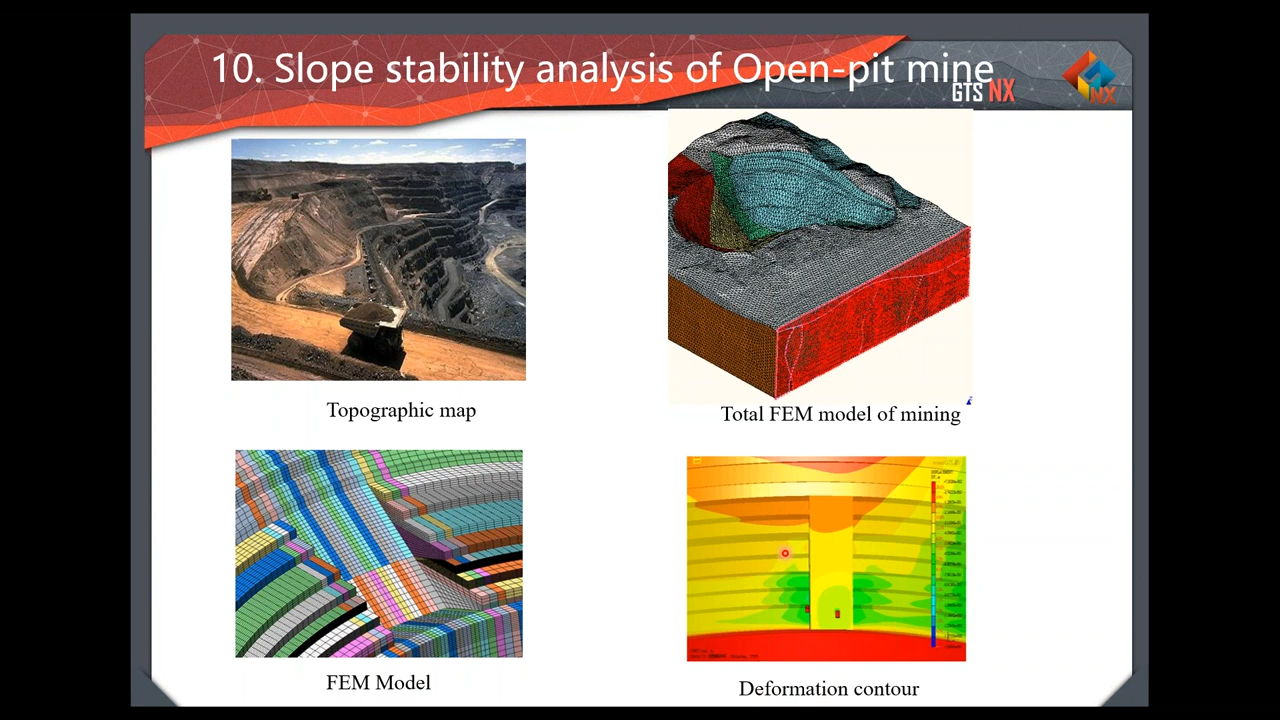 10. Slope stability analysis of Open-pit mine
GTS NX
NX
Topographic map
Total FEM model of mining
FEM Model
Deformation contour